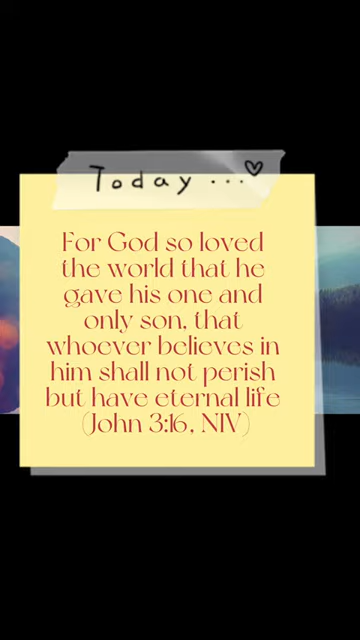 Today...♡
For God so loved
the world that he
gave his one and
only son, that
whoever believes in
him shall not perish
but have eternal life
(John 3:16, NIV)